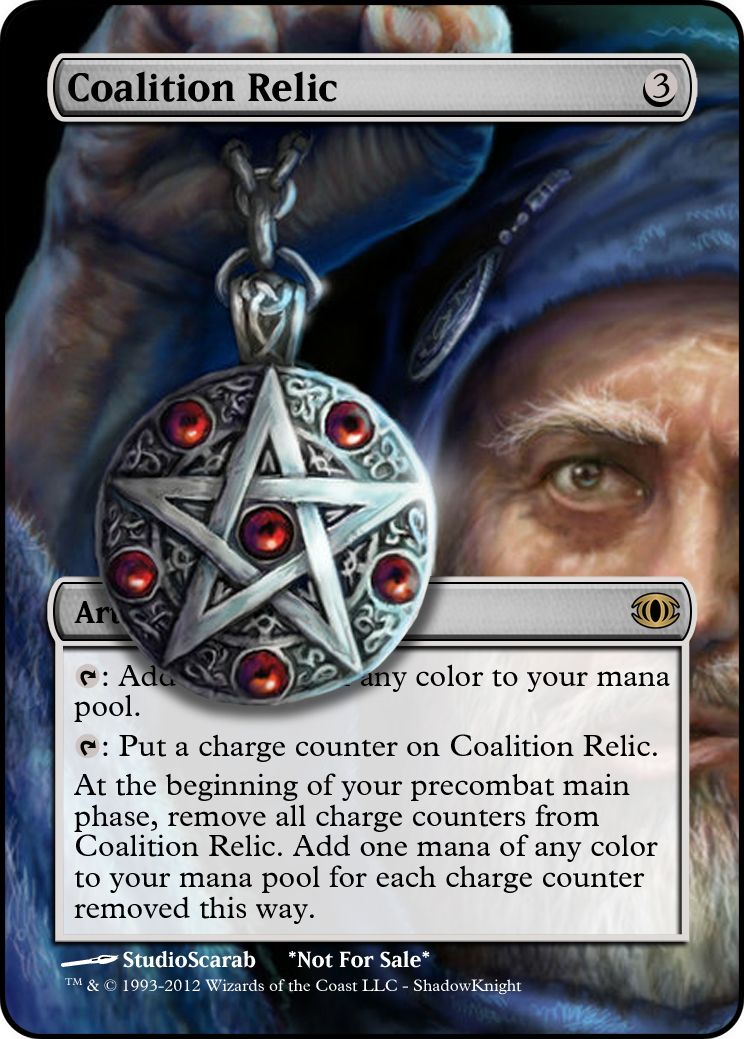 Coalition Relic 3
: Add any color to your mana
pool.
: Put a charge counter on Coalition Relic.
At the beginning of your precombat main
phase, remove all charge counters from
Coalition Relic. Add one mana of any color
to your mana pool for each charge counter
removed this way.
StudioScarab *Not For Sale*
™ & © 1993-2012 Wizards of the Coast LLC - ShadowKnight